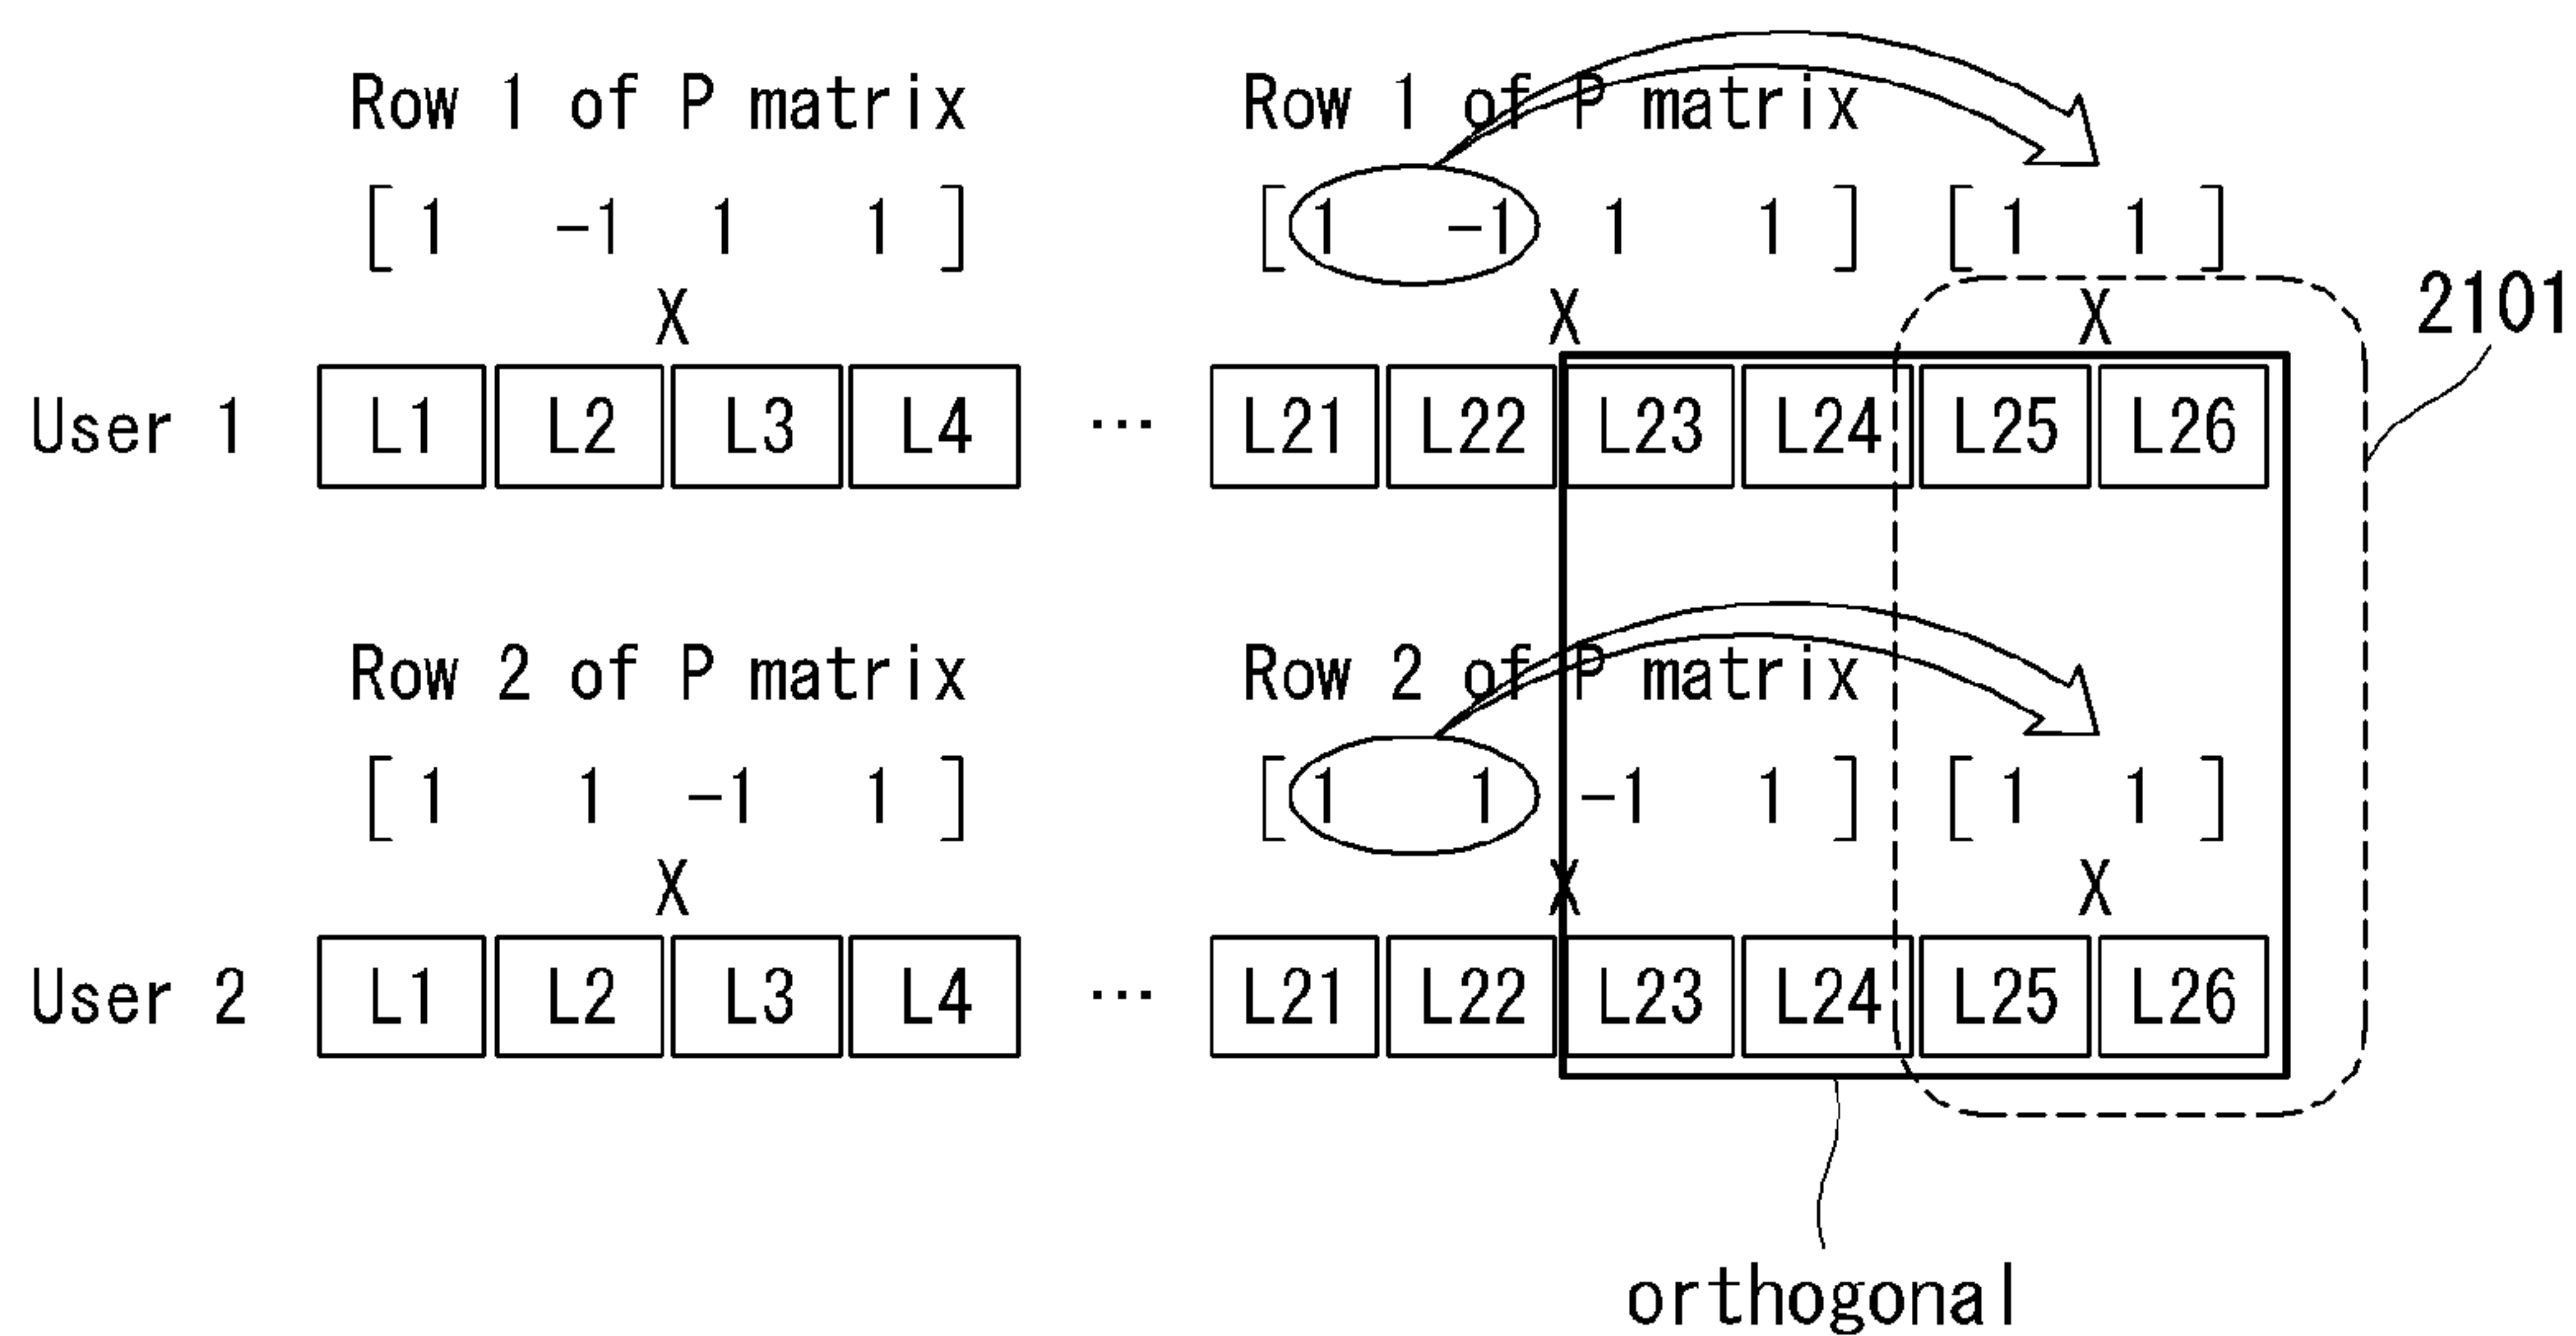 Row 1 of P matrix Row 1 of P matrix
[ 1 -1 1 1 ] [ 1 -1 1 1 ] [ 1 1 ]
X X X 2101
User 1 L1 L2 L3 L4 ... L21 L22 L23 L24 L25 L26
Row 2 of P matrix Row 2 of P matrix
[ 1 1 -1 1 ] [ 1 1 -1 1 ] [ 1 1 ]
X X X
User 2 L1 L2 L3 L4 ... L21 L22 L23 L24 L25 L26
orthogonal